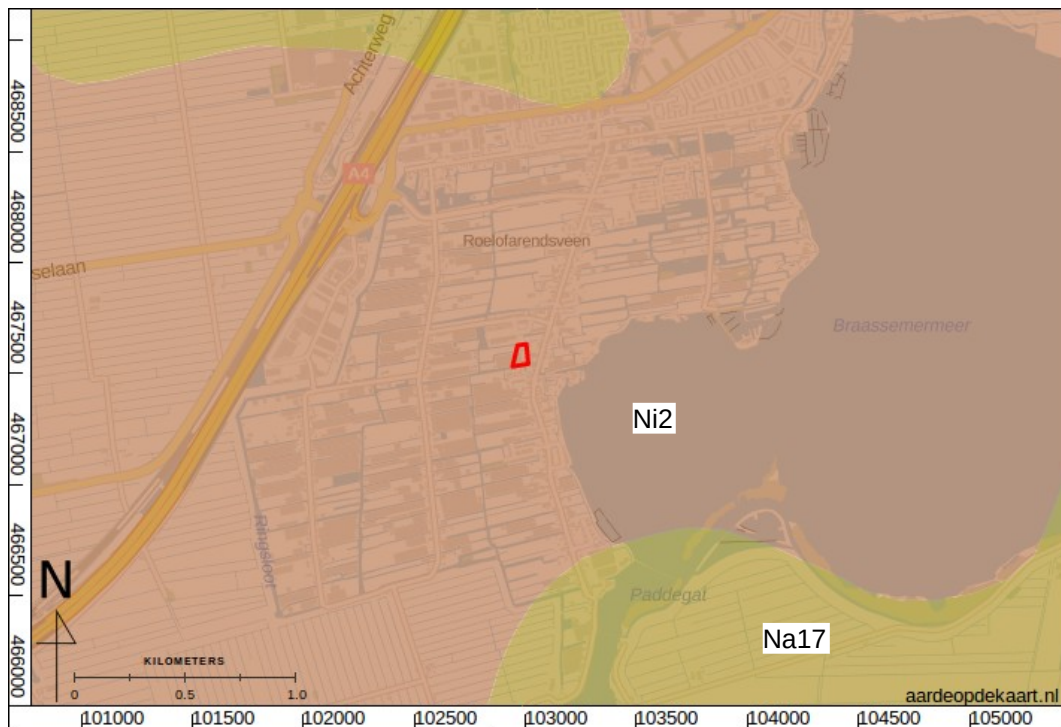 Achterweg
468500
A4
468000
Roelofarendsveen
selaan
467500
Braassemermeer
Ni2
467000
Ringsloot
466500
N
Paddegat
Na17
KILOMETERS
466000
0 0.5 1.0
aardeopdekaart.nl
101000 101500 102000 102500 103000 103500 104000 104500 105000